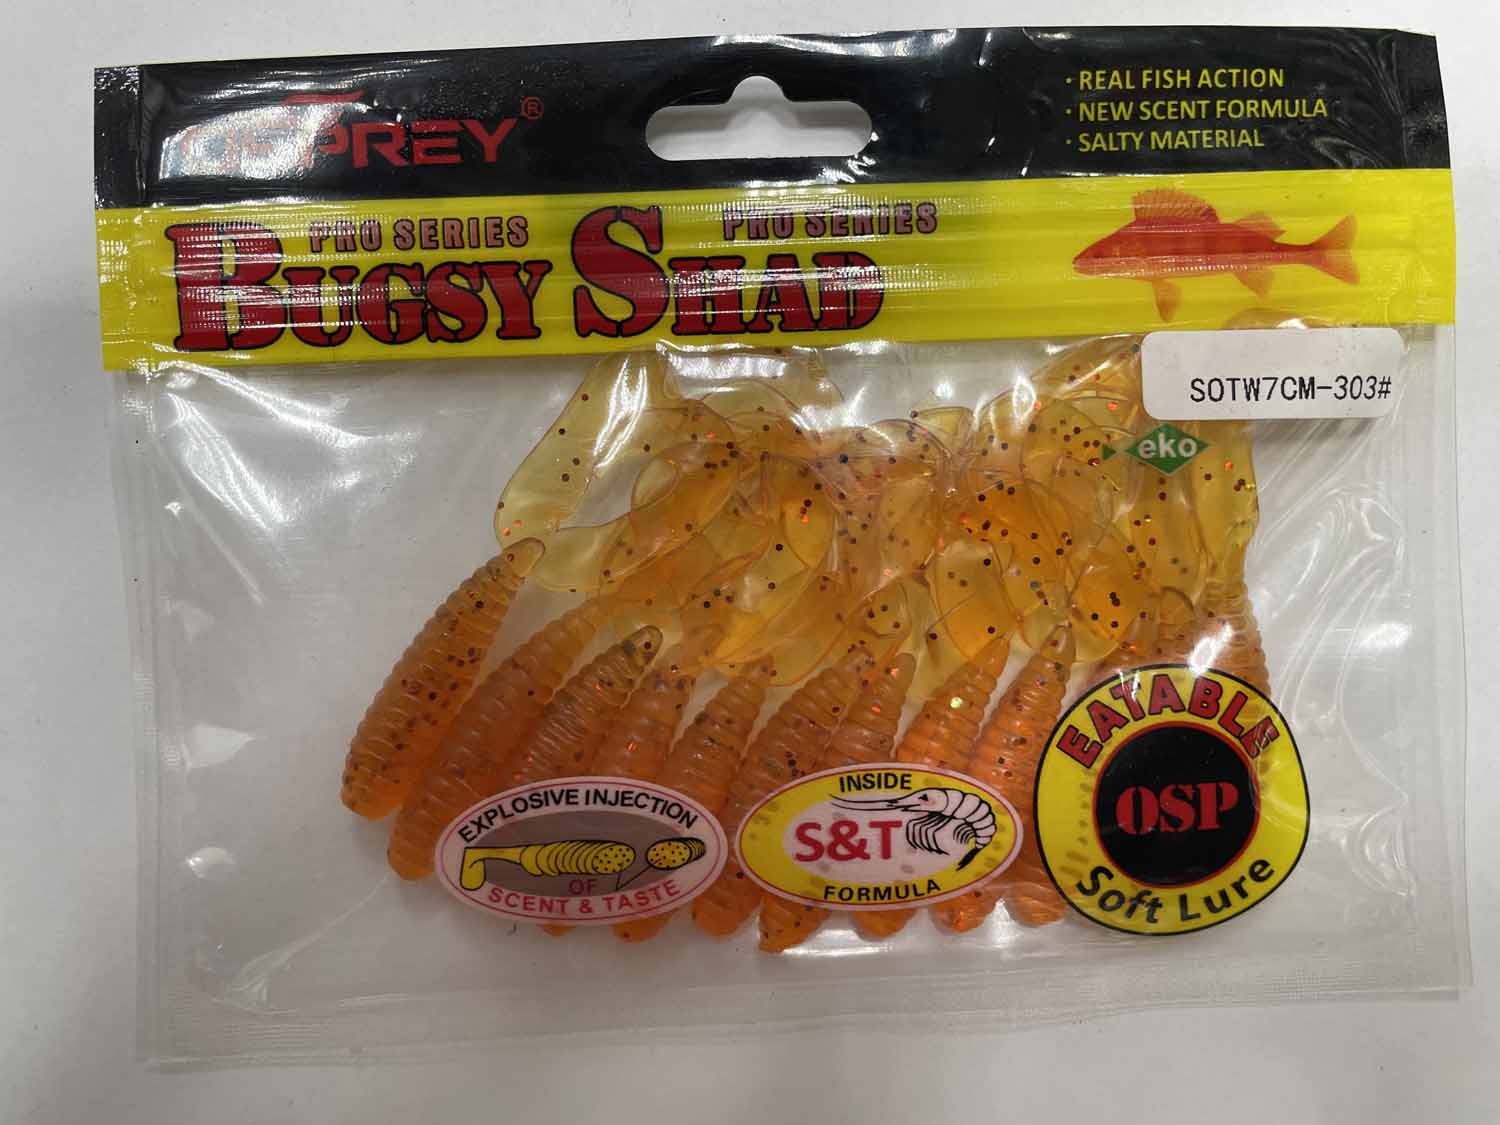 OSPREY®
· REAL FISH ACTION
· NEW SCENT FORMULA
· SALTY MATERIAL
PRO SERIES PRO SERIES
BUGSY SHAD
SOTW7CM-303#
eko
EXPLOSIVE INJECTION
OF
SCENT & TASTE
INSIDE
S&T
FORMULA
EATABLE
OSP
Soft Lure